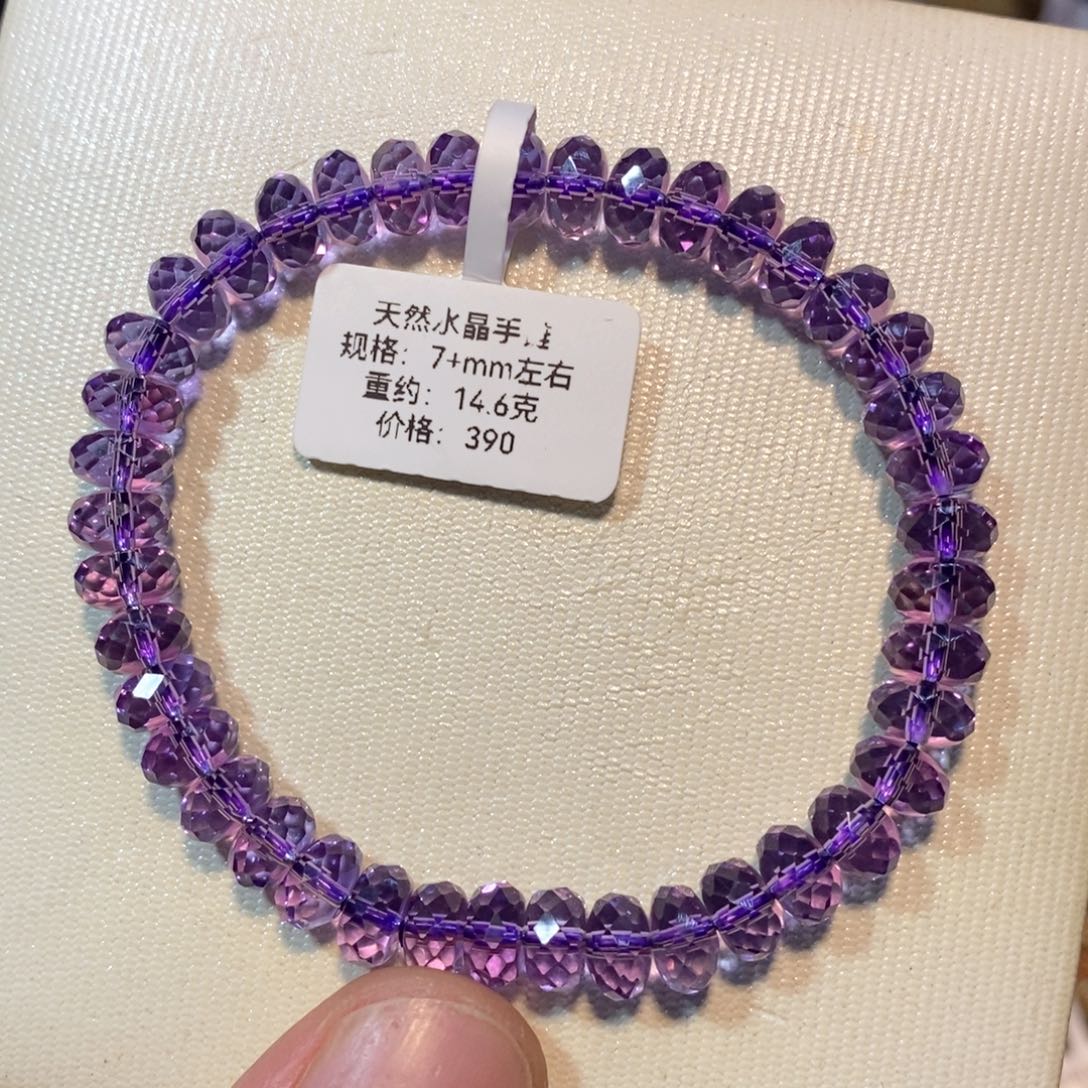 天然水晶手
规格：7+mm左右
重约：14.6克
价格：390